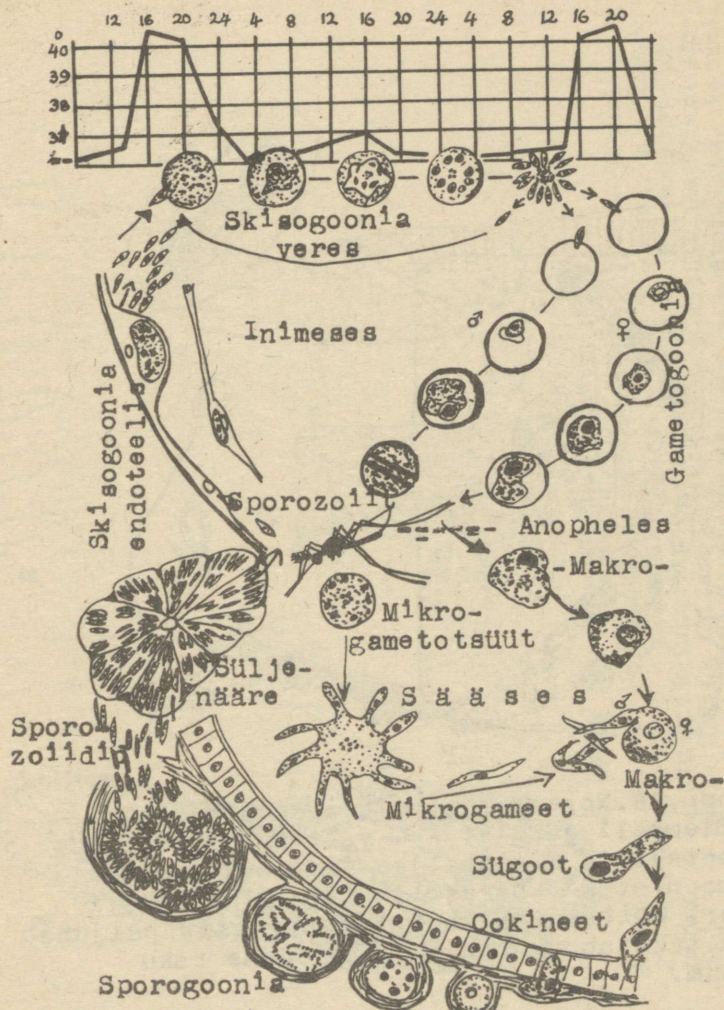 12 16 20 24 4 8 12 16 20 24 4 8 12 16 20
40
39
38
37
Skisogoonia
veres
♂
♀
Inimeses
Gametogoonia
Skisogoonia
endoteelis
Sporozoiit
Anopheles
-Makro-
Mikro-
gametotsüüt
Sülje-
nääre
Sääses
♂
♀
Sporo-
zoiidid
Makro-
Mikrogameet
Sügoot
Ookineet
Sporogoonia